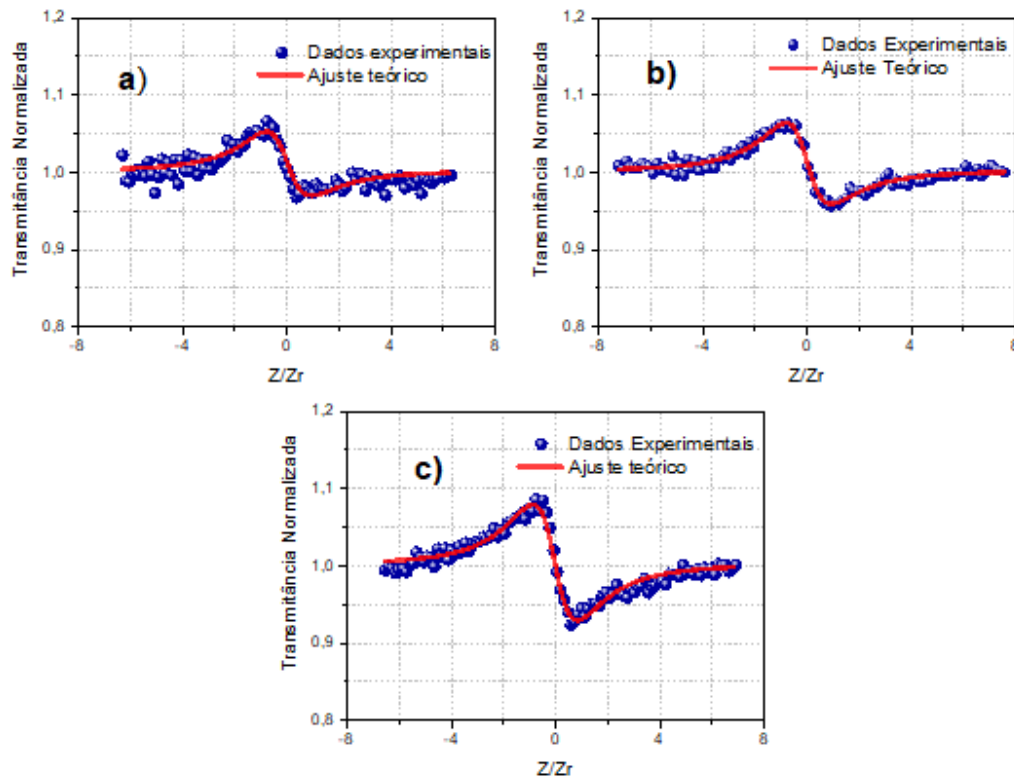 a)
Dados experimentais
Ajuste teórico
Transmitância Normalizada
1,2
1,1
1,0
0,9
0,8
-8
-4
0
4
8
Z/Zr
b)
Dados Experimentais
Ajuste Teórico
Transmitância Normalizada
1,2
1,1
1,0
0,9
0,8
-8
-4
0
4
8
Z/Zr
c)
Dados Experimentais
Ajuste teórico
Transmitância Normalizada
1,2
1,1
1,0
0,9
0,8
-8
-4
0
4
8
Z/Zr